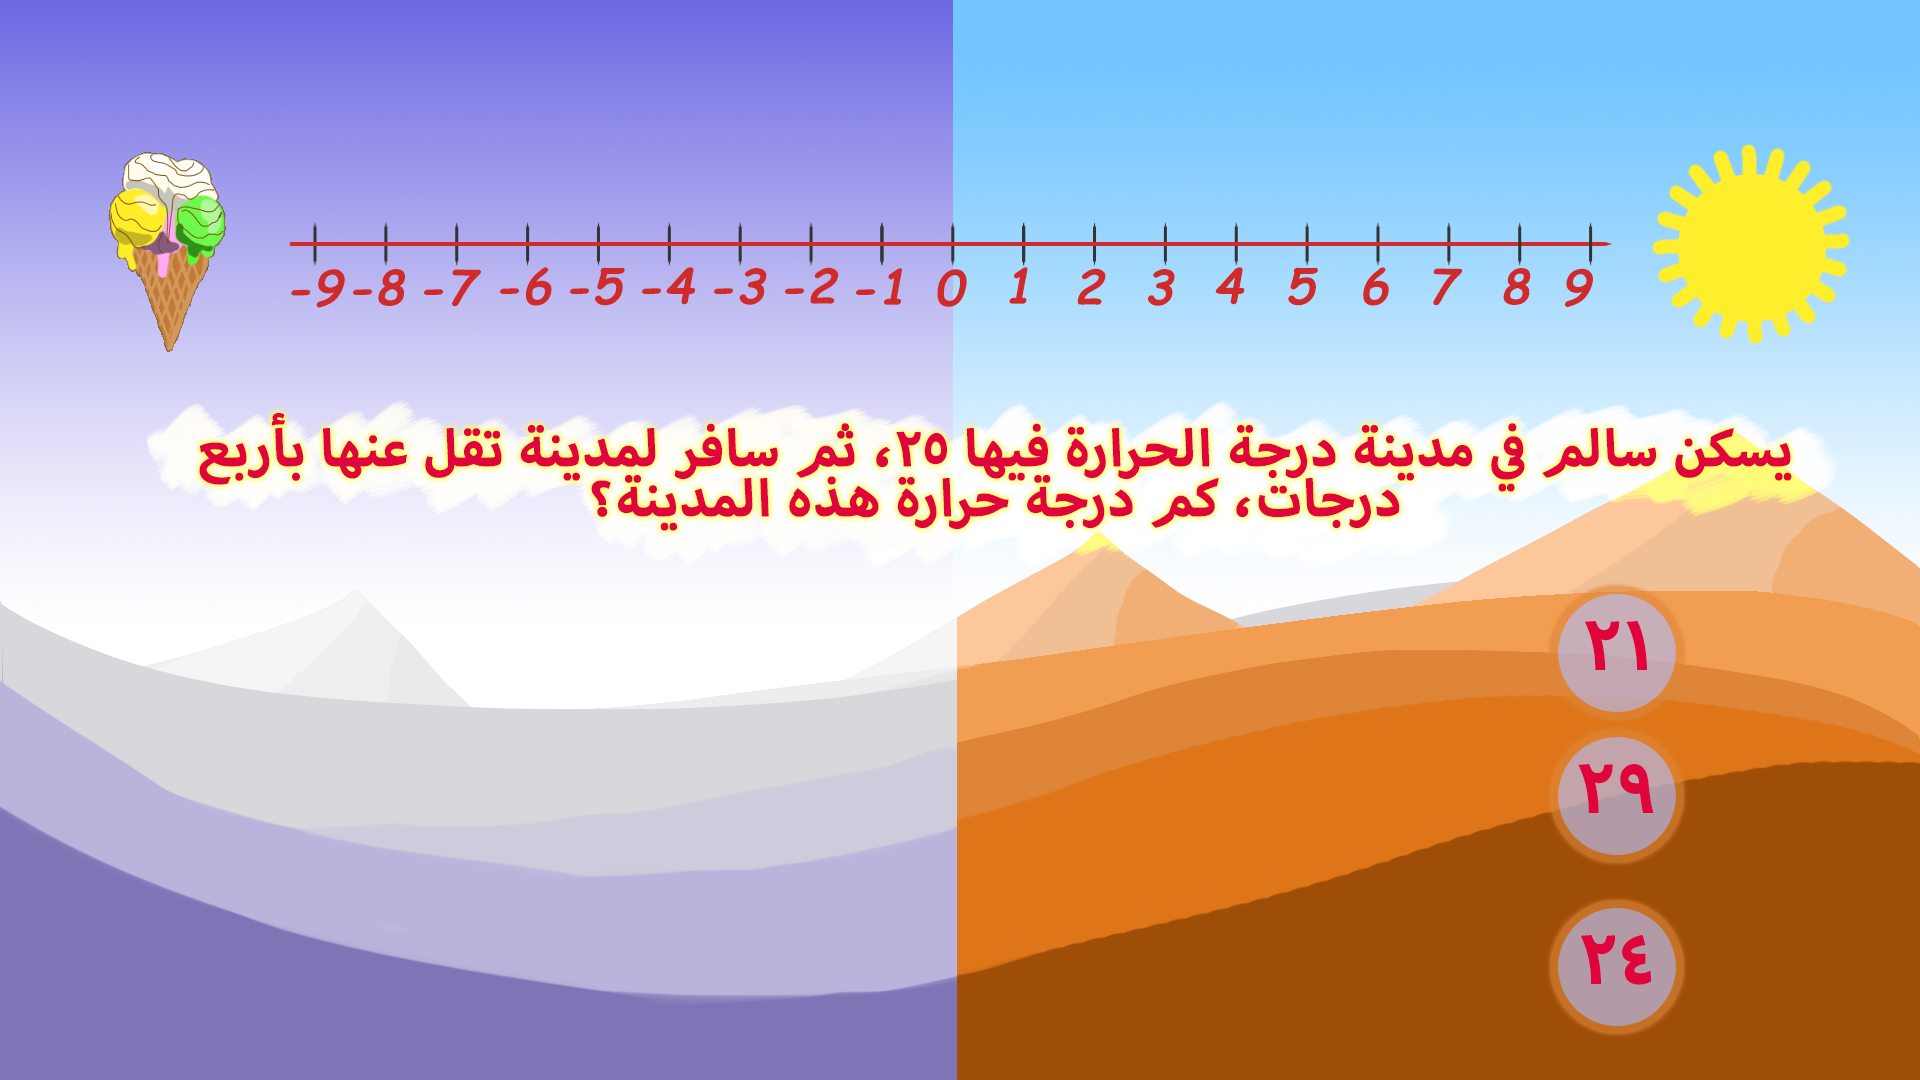 -9 -8 -7 -6 -5 -4 -3 -2 -1 0 1 2 3 4 5 6 7 8 9
يسكن سالم في مدينة درجة الحرارة فيها ٢٥، ثم سافر لمدينة تقل عنها بأربع
درجات، كم درجة حرارة هذه المدينة؟
٢١
٢٩
٢٤